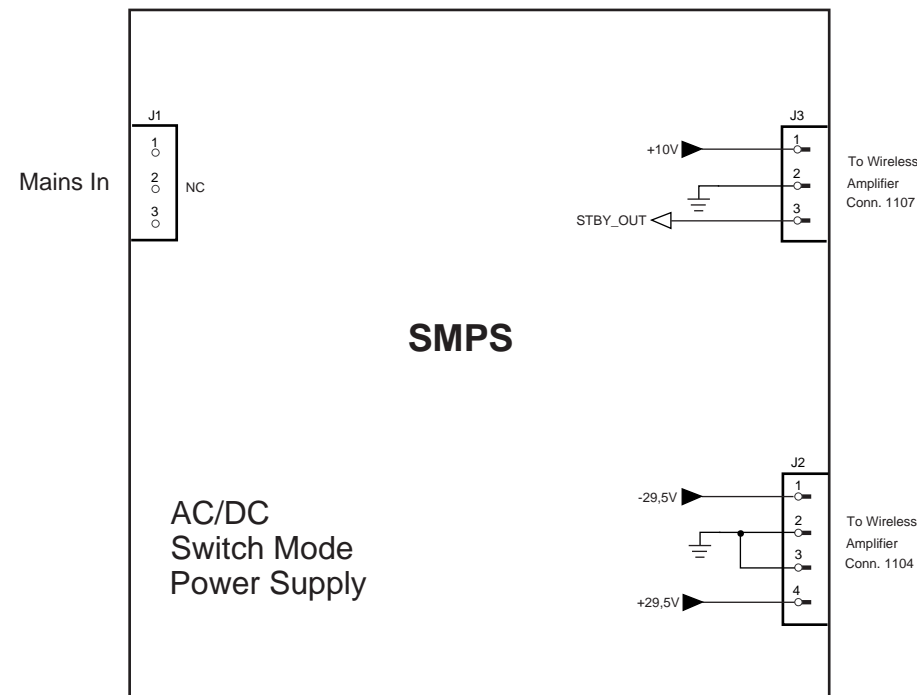 J1
1
2
3
Mains In
NC
J3
1
2
3
+10V
STBY_OUT
To Wireless
Amplifier
Conn. 1107
SMPS
J2
1
2
3
4
-29,5V
+29,5V
To Wireless
Amplifier
Conn. 1104
AC/DC
Switch Mode
Power Supply